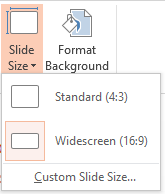 Slide Format
Size Background
Standard (4:3)
Widescreen (16:9)
Custom Slide Size...